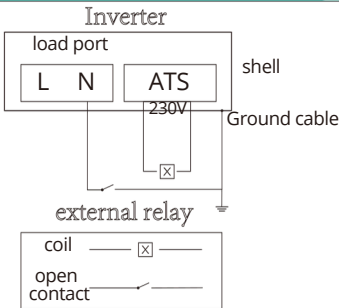 Inverter
load port
L N ATS
230V
shell
Ground cable
X
external relay
coil X
open
contact